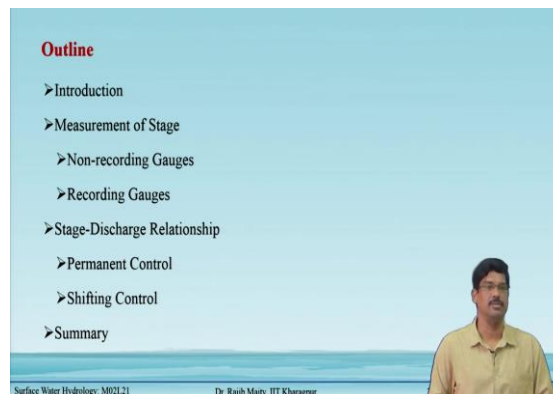 Outline
➢Introduction
➢Measurement of Stage
➢Non-recording Gauges
➢Recording Gauges
➢Stage-Discharge Relationship
➢Permanent Control
➢Shifting Control
➢Summary
Surface Water Hydrology: M02L21
Dr. Rajib Maity, IIT Kharagpur